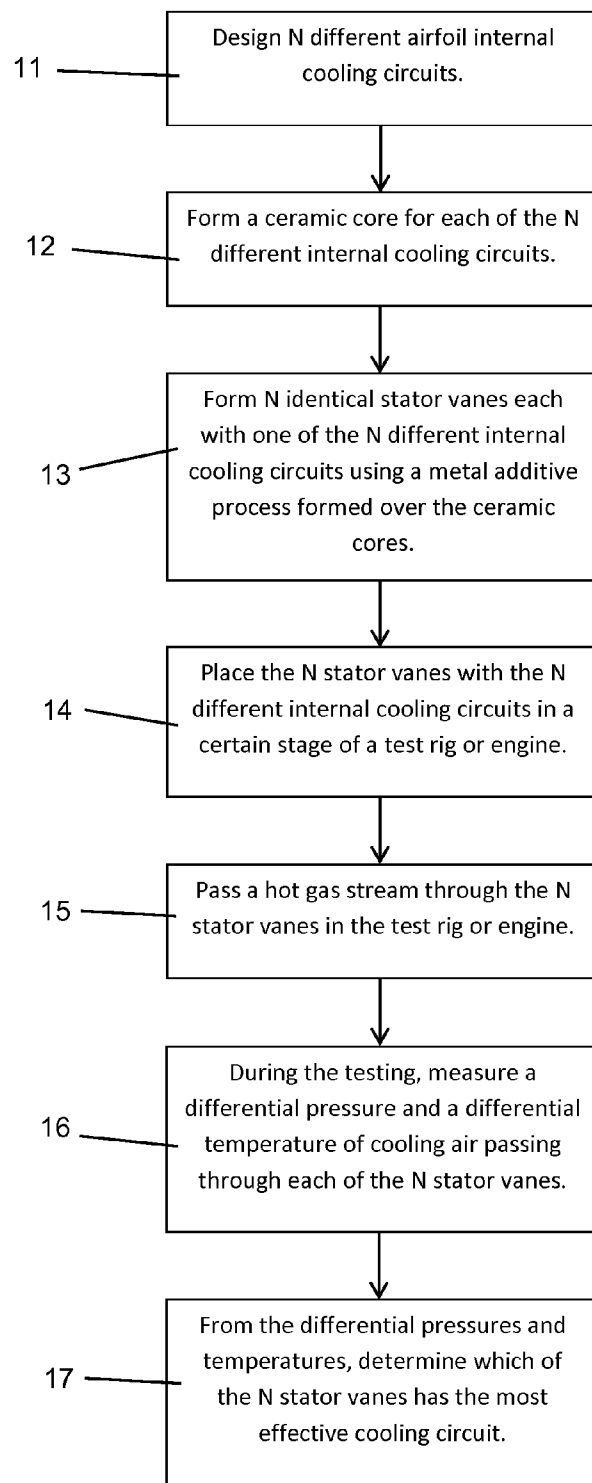 11
Design N different airfoil internal
cooling circuits.
12
Form a ceramic core for each of the N
different internal cooling circuits.
13
Form N identical stator vanes each
with one of the N different internal
cooling circuits using a metal additive
process formed over the ceramic
cores.
14
Place the N stator vanes with the N
different internal cooling circuits in a
certain stage of a test rig or engine.
15
Pass a hot gas stream through the N
stator vanes in the test rig or engine.
16
During the testing, measure a
differential pressure and a differential
temperature of cooling air passing
through each of the N stator vanes.
17
From the differential pressures and
temperatures, determine which of
the N stator vanes has the most
effective cooling circuit.